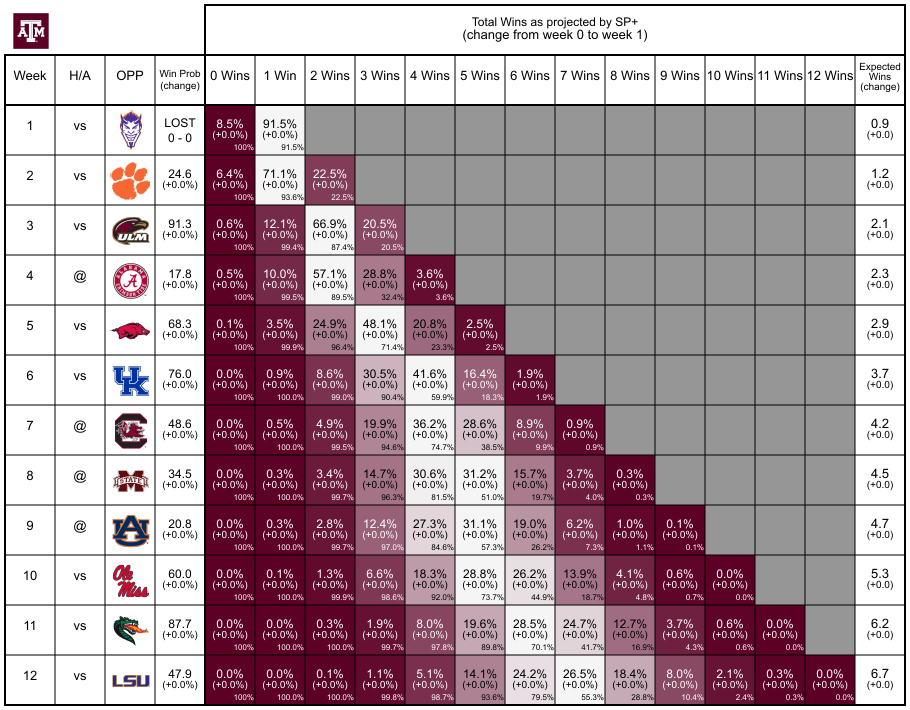 ATM
Total Wins as projected by SP+
(change from week 0 to week 1)
Week H/A OPP Win Prob (change) 0 Wins 1 Win 2 Wins 3 Wins 4 Wins 5 Wins 6 Wins 7 Wins 8 Wins 9 Wins 10 Wins 11 Wins 12 Wins Expected Wins (change)
1 vs LOST 8.5% 91.5% 0.9
0 - 0 (+0.0%) (+0.0%) (+0.0)
100% 91.5%
2 vs 24.6 6.4% 71.1% 22.5% 1.2
(+0.0%) (+0.0%) (+0.0%) (+0.0%) (+0.0)
100% 93.6% 22.5%
3 vs ULM 91.3 0.6% 12.1% 66.9% 20.5% 2.1
(+0.0%) (+0.0%) (+0.0%) (+0.0%) (+0.0%) (+0.0)
100% 99.4% 87.4% 20.5%
4 @ ALABAMA A 17.8 0.5% 10.0% 57.1% 28.8% 3.6% 2.3
(+0.0%) (+0.0%) (+0.0%) (+0.0%) (+0.0%) (+0.0%) (+0.0)
100% 99.5% 89.5% 32.4% 3.6%
5 vs 68.3 0.1% 3.5% 24.9% 48.1% 20.8% 2.5% 2.9
(+0.0%) (+0.0%) (+0.0%) (+0.0%) (+0.0%) (+0.0%) (+0.0%) (+0.0)
100% 99.9% 96.4% 71.4% 23.3% 2.5%
6 vs UK 76.0 0.0% 0.9% 8.6% 30.5% 41.6% 16.4% 1.9% 3.7
(+0.0%) (+0.0%) (+0.0%) (+0.0%) (+0.0%) (+0.0%) (+0.0%) (+0.0%) (+0.0)
100% 100.0% 99.0% 90.4% 59.9% 18.3% 1.9%
7 @ C 48.6 0.0% 0.5% 4.9% 19.9% 36.2% 28.6% 8.9% 0.9% 4.2
(+0.0%) (+0.0%) (+0.0%) (+0.0%) (+0.0%) (+0.0%) (+0.0%) (+0.0%) (+0.0%) (+0.0)
100% 100.0% 99.5% 94.6% 74.7% 38.5% 9.9% 0.9%
8 @ M STATE 34.5 0.0% 0.3% 3.4% 14.7% 30.6% 31.2% 15.7% 3.7% 0.3% 4.5
(+0.0%) (+0.0%) (+0.0%) (+0.0%) (+0.0%) (+0.0%) (+0.0%) (+0.0%) (+0.0%) (+0.0%) (+0.0)
100% 100.0% 99.7% 96.3% 81.5% 51.0% 19.7% 4.0% 0.3%
9 @ AU 20.8 0.0% 0.3% 2.8% 12.4% 27.3% 31.1% 19.0% 6.2% 1.0% 0.1% 4.7
(+0.0%) (+0.0%) (+0.0%) (+0.0%) (+0.0%) (+0.0%) (+0.0%) (+0.0%) (+0.0%) (+0.0%) (+0.0%) (+0.0)
100% 100.0% 99.7% 97.0% 84.6% 57.3% 26.2% 7.3% 1.1% 0.1%
10 vs Ole Miss 60.0 0.0% 0.1% 1.3% 6.6% 18.3% 28.8% 26.2% 13.9% 4.1% 0.6% 0.0% 5.3
(+0.0%) (+0.0%) (+0.0%) (+0.0%) (+0.0%) (+0.0%) (+0.0%) (+0.0%) (+0.0%) (+0.0%) (+0.0%) (+0.0%) (+0.0)
100% 100.0% 99.9% 98.6% 92.0% 73.7% 44.9% 18.7% 4.8% 0.7% 0.0%
11 vs 87.7 0.0% 0.0% 0.3% 1.9% 8.0% 19.6% 28.5% 24.7% 12.7% 3.7% 0.6% 0.0% 6.2
(+0.0%) (+0.0%) (+0.0%) (+0.0%) (+0.0%) (+0.0%) (+0.0%) (+0.0%) (+0.0%) (+0.0%) (+0.0%) (+0.0%) (+0.0%) (+0.0)
100% 100.0% 100.0% 99.7% 97.8% 89.8% 70.1% 41.7% 16.9% 4.3% 0.6% 0.0%
12 vs LSU 47.9 0.0% 0.0% 0.1% 1.1% 5.1% 14.1% 24.2% 26.5% 18.4% 8.0% 2.1% 0.3% 0.0% 6.7
(+0.0%) (+0.0%) (+0.0%) (+0.0%) (+0.0%) (+0.0%) (+0.0%) (+0.0%) (+0.0%) (+0.0%) (+0.0%) (+0.0%) (+0.0%) (+0.0%) (+0.0)
100% 100.0% 100.0% 99.8% 98.7% 93.6% 79.5% 55.3% 28.8% 10.4% 2.4% 0.3% 0.0%